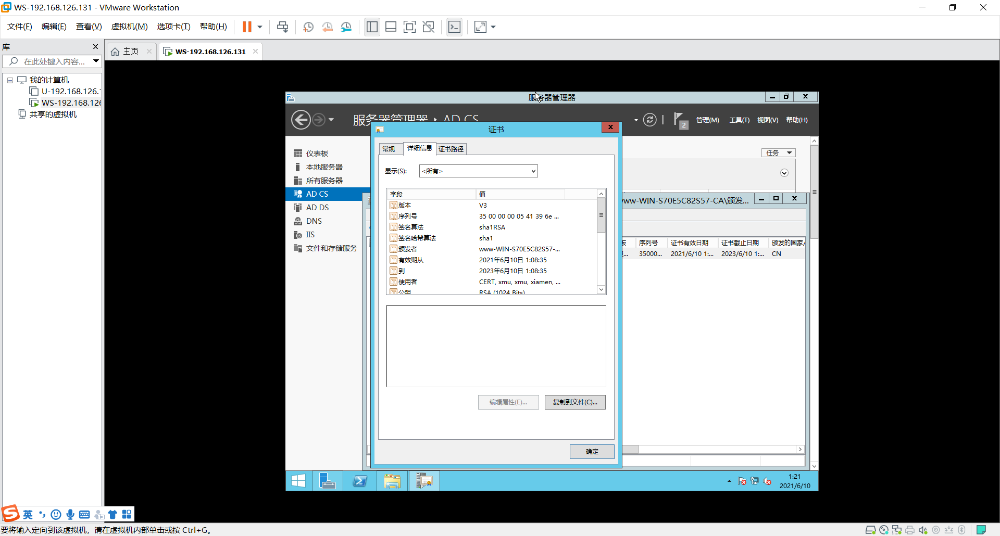 WS-192.168.126.131 - VMware Workstation
文件(F) 编辑(E) 查看(V) 虚拟机(M) 选项卡(T) 帮助(H)
库
在此处键入内容...
我的计算机
U-192.168.126.
WS-192.168.126
共享的虚拟机
主页
WS-192.168.126.131
服务器管理器
服务器管理器 AD CS
2 管理(M) 工具(T) 视图(V) 帮助(H)
仪表板
本地服务器
所有服务器
AD CS
AD DS
DNS
IIS
文件和存储服务
任务
www-WIN-S70E5C82S57-CA\颁发...
序列号 证书有效日期 证书截止日期 颁发的国家/
35000... 2021/6/10 1:... 2023/6/10 1:... CN
证书
常规 详细信息 证书路径
显示(S): <所有>
字段 值
版本 V3
序列号 35 00 00 00 05 41 39 6e ...
签名算法 sha1RSA
签名哈希算法 sha1
颁发者 www-WIN-S70E5C82S57-...
有效期从 2021年6月10日 1:08:35
到 2023年6月10日 1:08:35
使用者 CERT, xmu, xmu, xiamen, ...
公钥 RSA (1024 Bits)
编辑属性(E)... 复制到文件(C)...
确定
1:21
2021/6/10
英
要将输入定向到该虚拟机，请在虚拟机内部单击或按 Ctrl+G。